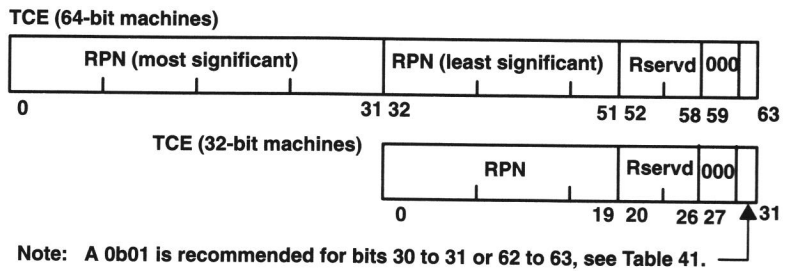 TCE (64-bit machines)
RPN (most significant) RPN (least significant) Rservd 000
0 31 32 51 52 58 59 63
TCE (32-bit machines)
RPN Rservd 000
0 19 20 26 27 31
Note: A 0b01 is recommended for bits 30 to 31 or 62 to 63, see Table 41.